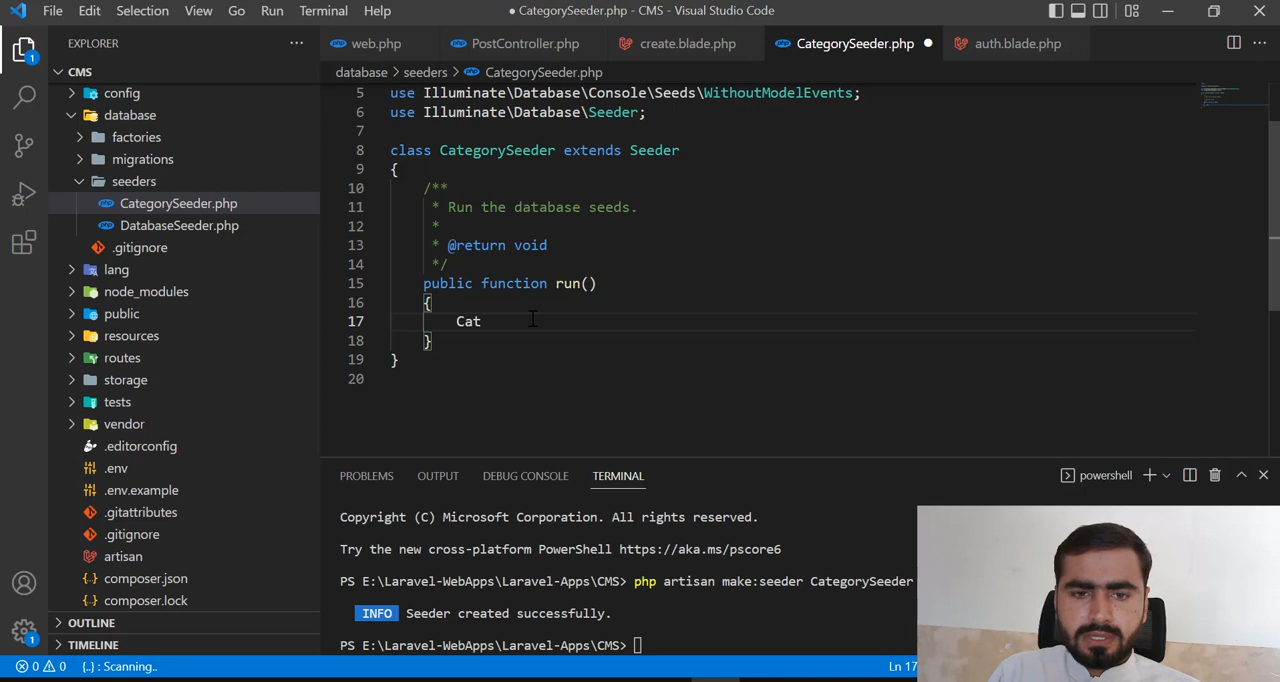 File Edit Selection View Go Run Terminal Help
● CategorySeeder.php - CMS - Visual Studio Code
EXPLORER
web.php PostController.php create.blade.php CategorySeeder.php auth.blade.php
CMS
database > seeders > CategorySeeder.php
config
database
factories
migrations
seeders
CategorySeeder.php
DatabaseSeeder.php
.gitignore
lang
node_modules
public
resources
routes
storage
tests
vendor
.editorconfig
.env
.env.example
.gitattributes
.gitignore
artisan
composer.json
composer.lock
OUTLINE
TIMELINE
1
1
5 use Illuminate\Database\Console\Seeds\WithoutModelEvents;
6 use Illuminate\Database\Seeder;
7
8 class CategorySeeder extends Seeder
9 {
10 /**
11 * Run the database seeds.
12 *
13 * @return void
14 */
15 public function run()
16 {
17 Cat
18 }
19 }
20
PROBLEMS OUTPUT DEBUG CONSOLE TERMINAL
powershell
Copyright (C) Microsoft Corporation. All rights reserved.
Try the new cross-platform PowerShell https://aka.ms/pscore6
PS E:\Laravel-WebApps\Laravel-Apps\CMS> php artisan make:seeder CategorySeeder
INFO Seeder created successfully.
PS E:\Laravel-WebApps\Laravel-Apps\CMS>
0 0 {..} : Scanning..
Ln 17